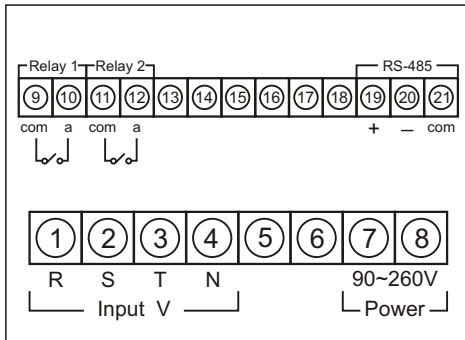 Relay 1 Relay 2 RS-485
9 10 11 12 13 14 15 16 17 18 19 20 21
com a com a + – com
1 2 3 4 5 6 7 8
R S T N 90~260V
Input V Power